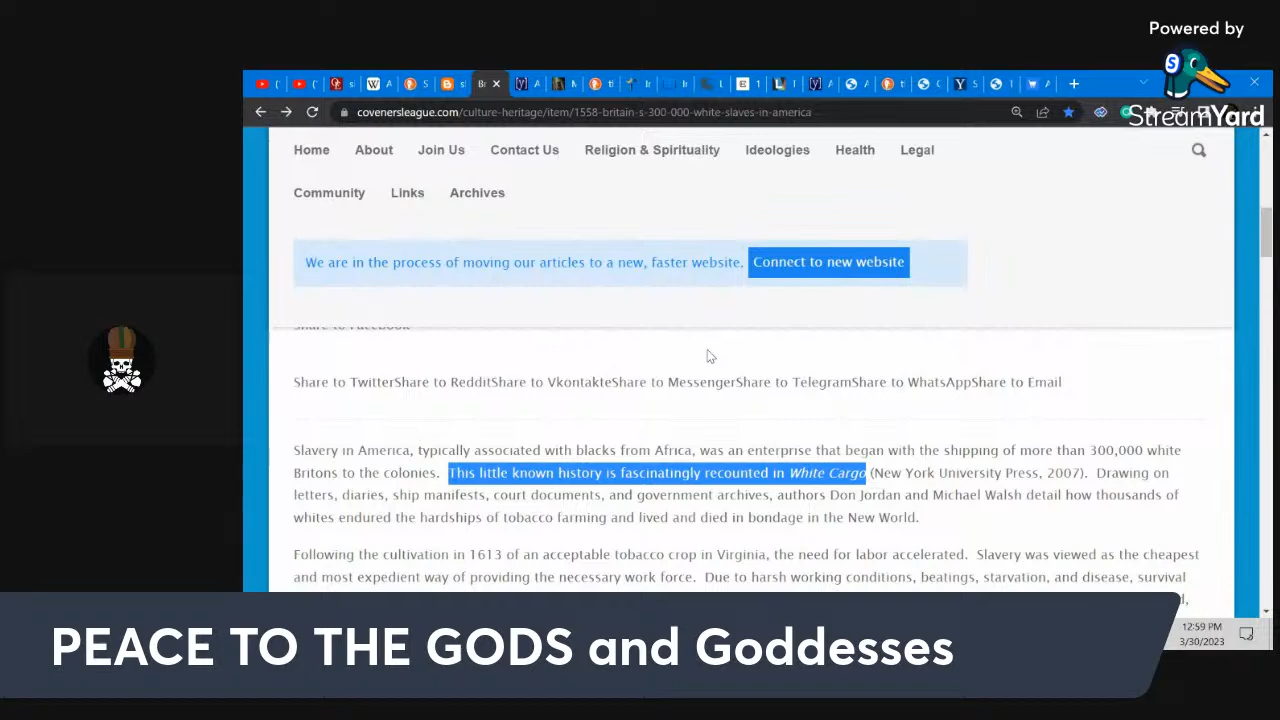 Powered by
StreamYard
covenersleague.com/culture-heritage/item/1558-britain-s-300-000-white-slaves-in-america
Home About Join Us Contact Us Religion & Spirituality Ideologies Health Legal
Community Links Archives
We are in the process of moving our articles to a new, faster website. Connect to new website
Share to Facebook
Share to TwitterShare to RedditShare to VkontakteShare to MessengerShare to TelegramShare to WhatsAppShare to Email
Slavery in America, typically associated with blacks from Africa, was an enterprise that began with the shipping of more than 300,000 white
Britons to the colonies. This little known history is fascinatingly recounted in White Cargo (New York University Press, 2007). Drawing on
letters, diaries, ship manifests, court documents, and government archives, authors Don Jordan and Michael Walsh detail how thousands of
whites endured the hardships of tobacco farming and lived and died in bondage in the New World.
Following the cultivation in 1613 of an acceptable tobacco crop in Virginia, the need for labor accelerated. Slavery was viewed as the cheapest
and most expedient way of providing the necessary work force. Due to harsh working conditions, beatings, starvation, and disease, survival
12:59 PM
3/30/2023
PEACE TO THE GODS and Goddesses